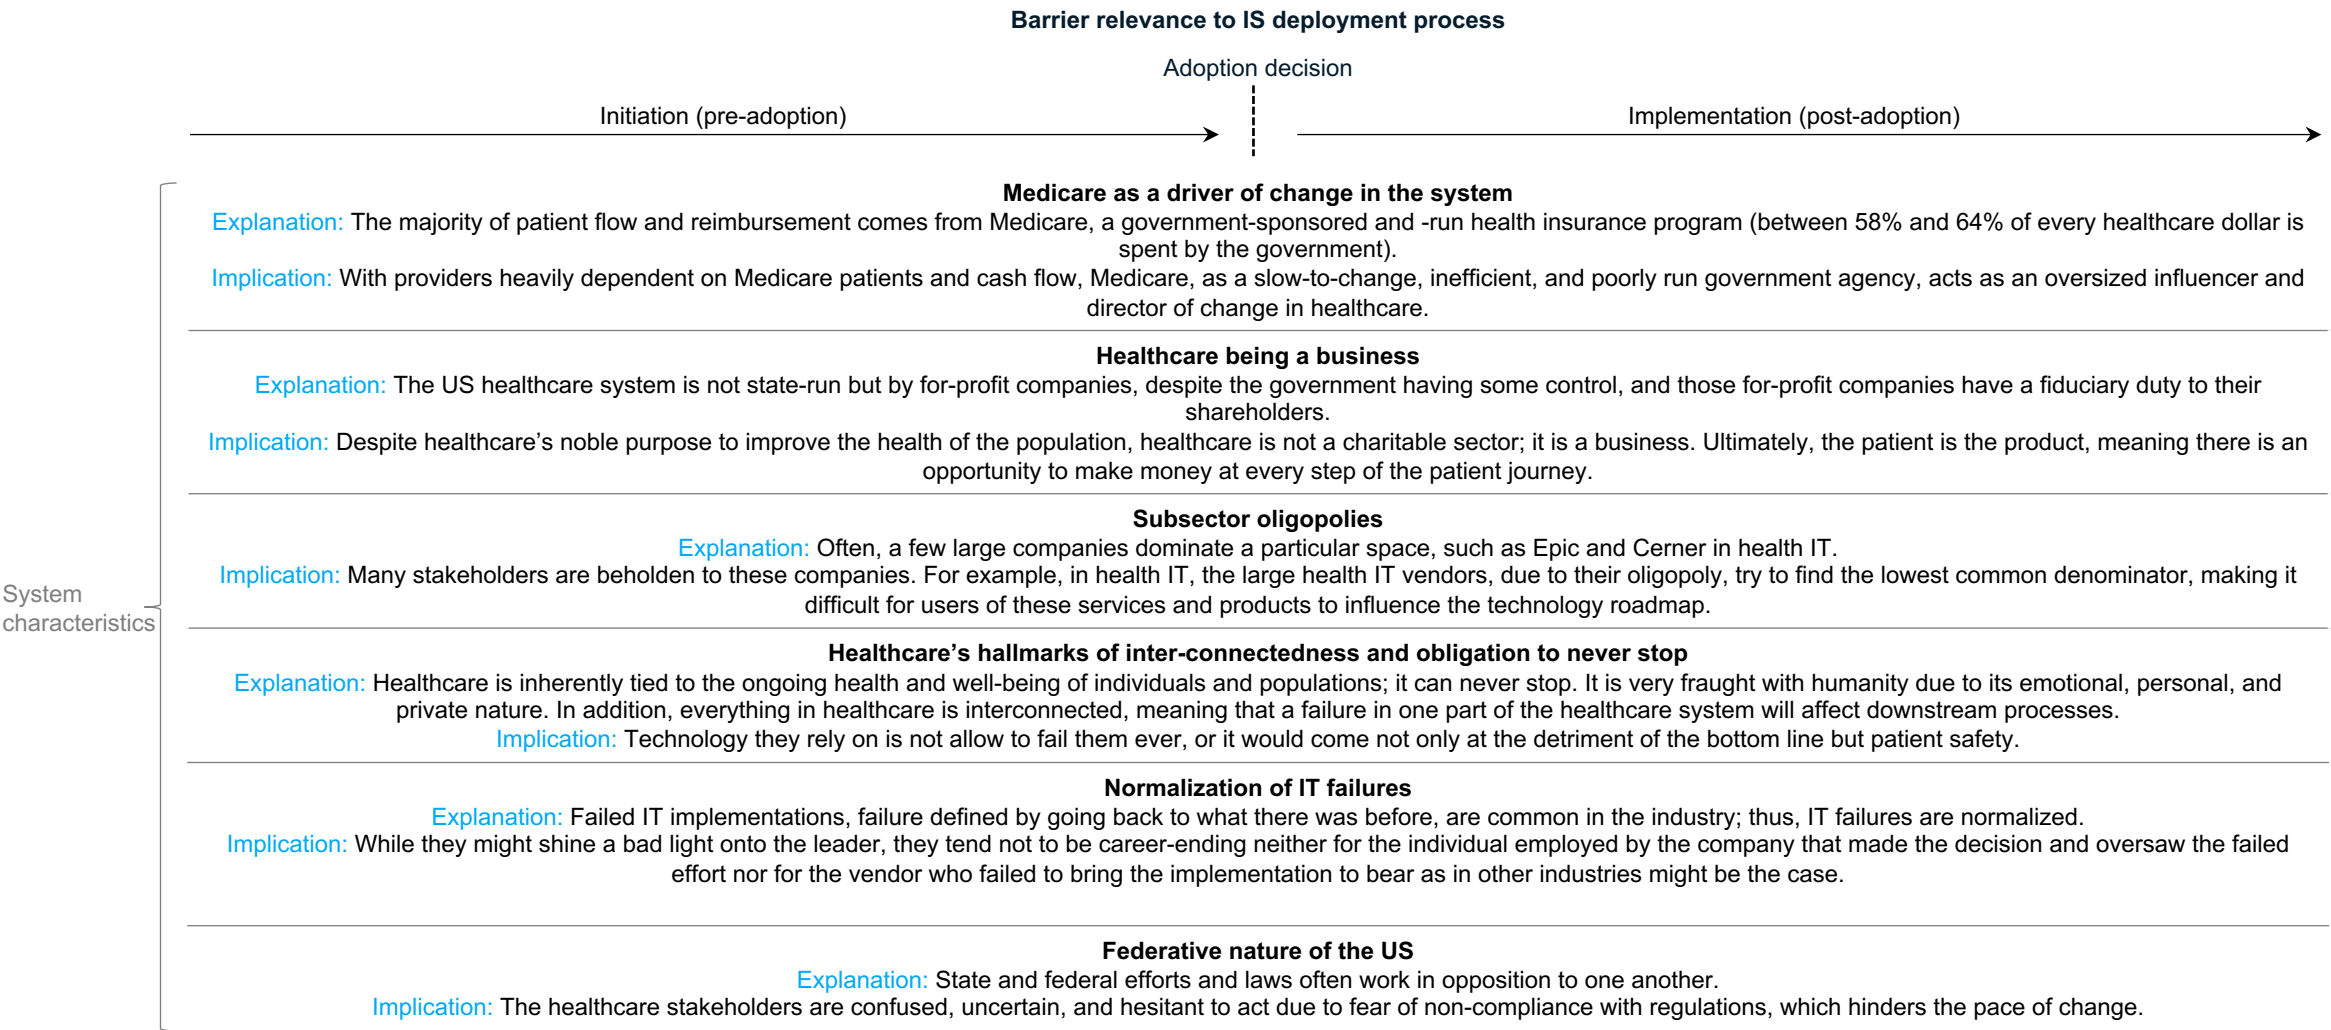 Barrier relevance to IS deployment process
Adoption decision
Initiation (pre-adoption)
Implementation (post-adoption)
Medicare as a driver of change in the system
Explanation: The majority of patient flow and reimbursement comes from Medicare, a government-sponsored and -run health insurance program (between 58% and 64% of every healthcare dollar is
spent by the government).
Implication: With providers heavily dependent on Medicare patients and cash flow, Medicare, as a slow-to-change, inefficient, and poorly run government agency, acts as an oversized influencer and
director of change in healthcare.
Healthcare being a business
Explanation: The US healthcare system is not state-run but by for-profit companies, despite the government having some control, and those for-profit companies have a fiduciary duty to their
shareholders.
Implication: Despite healthcare’s noble purpose to improve the health of the population, healthcare is not a charitable sector; it is a business. Ultimately, the patient is the product, meaning there is an
opportunity to make money at every step of the patient journey.
Subsector oligopolies
Explanation: Often, a few large companies dominate a particular space, such as Epic and Cerner in health IT.
Implication: Many stakeholders are beholden to these companies. For example, in health IT, the large health IT vendors, due to their oligopoly, try to find the lowest common denominator, making it
difficult for users of these services and products to influence the technology roadmap.
System
characteristics
Healthcare’s hallmarks of inter-connectedness and obligation to never stop
Explanation: Healthcare is inherently tied to the ongoing health and well-being of individuals and populations; it can never stop. It is very fraught with humanity due to its emotional, personal, and
private nature. In addition, everything in healthcare is interconnected, meaning that a failure in one part of the healthcare system will affect downstream processes.
Implication: Technology they rely on is not allow to fail them ever, or it would come not only at the detriment of the bottom line but patient safety.
Normalization of IT failures
Explanation: Failed IT implementations, failure defined by going back to what there was before, are common in the industry; thus, IT failures are normalized.
Implication: While they might shine a bad light onto the leader, they tend not to be career-ending neither for the individual employed by the company that made the decision and oversaw the failed
effort nor for the vendor who failed to bring the implementation to bear as in other industries might be the case.
Federative nature of the US
Explanation: State and federal efforts and laws often work in opposition to one another.
Implication: The healthcare stakeholders are confused, uncertain, and hesitant to act due to fear of non-compliance with regulations, which hinders the pace of change.